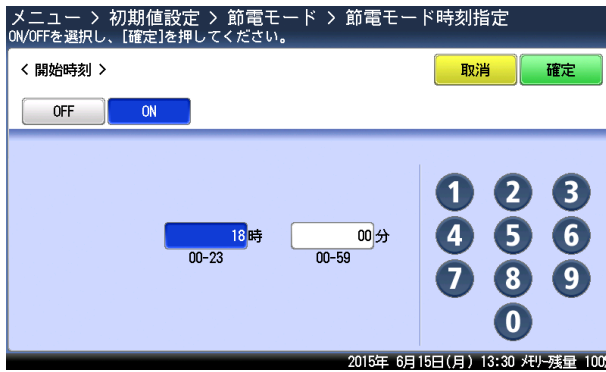 メニュー > 初期値設定 > 節電モード > 節電モード時刻指定
ON/OFFを選択し、[確定]を押してください。
< 開始時刻 >
取消
確定
OFF
ON
1 2 3
18時 00分
4 5 6
00-23 00-59
7 8 9
0
2015年 6月15日(月) 13:30 メモリー残量 100%